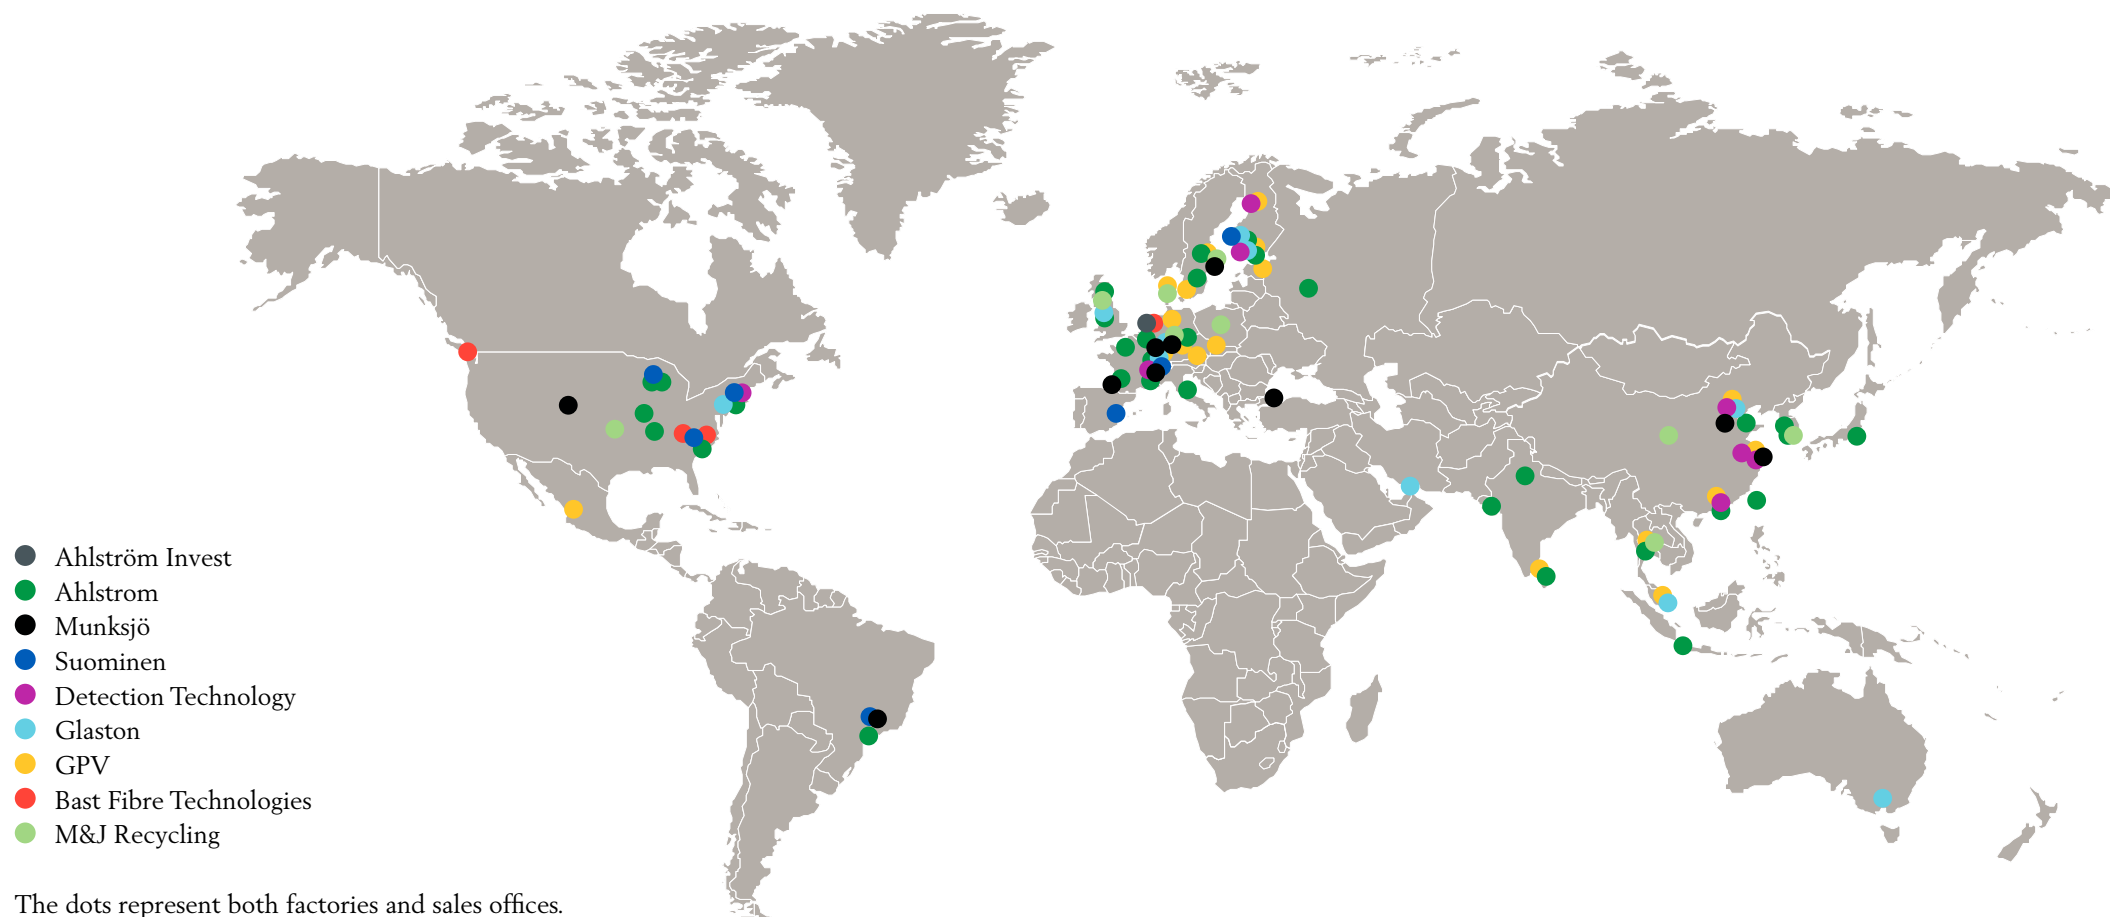 Ahlström Invest
Ahlstrom
Munksjö
Suominen
Detection Technology
Glaston
GPV
Bast Fibre Technologies
M&J Recycling
The dots represent both factories and sales offices.